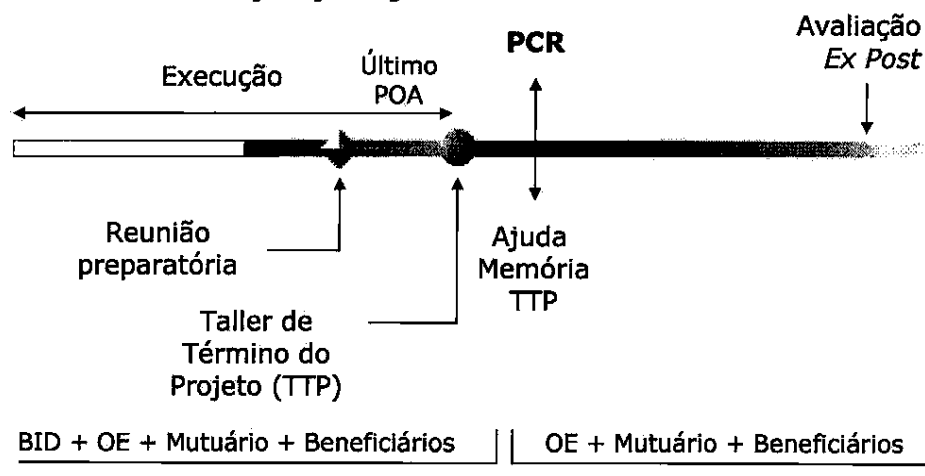 Execução
Último
POA
PCR
Avaliação
Ex Post
Reunião
preparatória
Ajuda
Memória
TTP
Taller de
Término do
Projeto (TTP)
BID + OE + Mutuário + Beneficiários
OE + Mutuário + Beneficiários